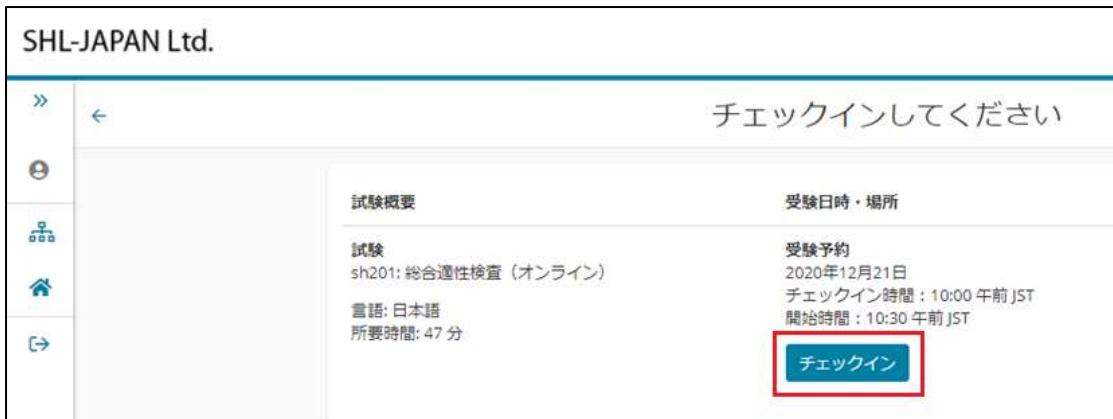 SHL-JAPAN Ltd.
チェックインしてください
試験概要
受験日時・場所
試験
sh201: 総合適性検査（オンライン）
言語: 日本語
所要時間: 47 分
受験予約
2020年12月21日
チェックイン時間：10:00 午前 JST
開始時間：10:30 午前 JST
チェックイン